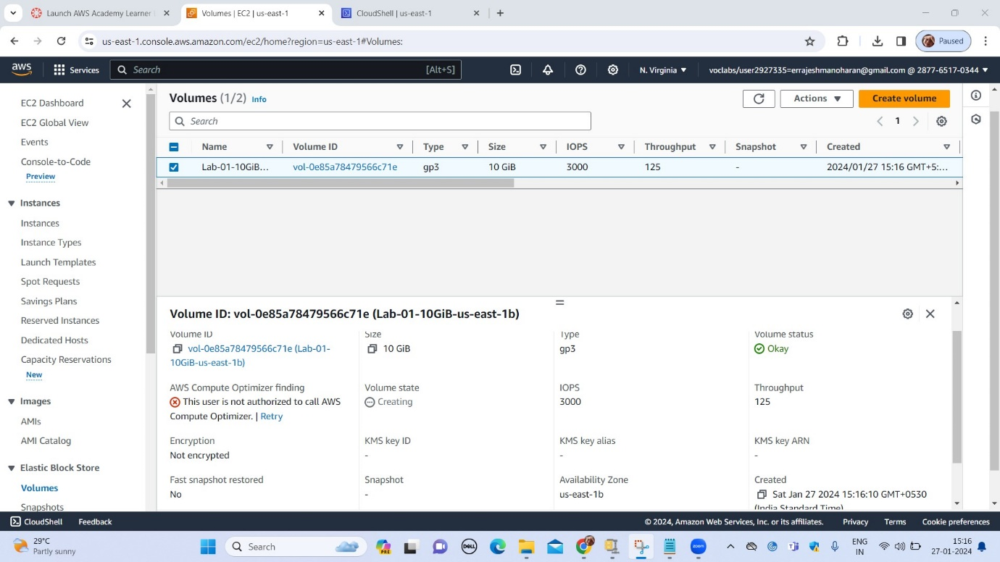 Launch AWS Academy Learner
Volumes | EC2 | us-east-1
CloudShell | us-east-1
us-east-1.console.aws.amazon.com/ec2/home?region=us-east-1#Volumes:
Paused
aws
Services
Search
[Alt+S]
N. Virginia
voclabs/user2927335=errajeshmanoharan@gmail.com @ 2877-6517-0344
EC2 Dashboard
EC2 Global View
Events
Console-to-Code
Preview
Instances
Instances
Instance Types
Launch Templates
Spot Requests
Savings Plans
Reserved Instances
Dedicated Hosts
Capacity Reservations
New
Images
AMIs
AMI Catalog
Elastic Block Store
Volumes
Snapshots
Volumes (1/2) Info
Actions
Create volume
Search
1
Name Volume ID Type Size IOPS Throughput Snapshot Created
Lab-01-10GiB... vol-0e85a78479566c71e gp3 10 GiB 3000 125 - 2024/01/27 15:16 GMT+5:...
Volume ID: vol-0e85a78479566c71e (Lab-01-10GiB-us-east-1b)
Volume ID
vol-0e85a78479566c71e (Lab-01-
10GiB-us-east-1b)
Size
10 GiB
Type
gp3
Volume status
Okay
AWS Compute Optimizer finding
This user is not authorized to call AWS
Compute Optimizer. | Retry
Volume state
Creating
IOPS
3000
Throughput
125
Encryption
Not encrypted
KMS key ID
-
KMS key alias
-
KMS key ARN
-
Fast snapshot restored
No
Snapshot
-
Availability Zone
us-east-1b
Created
Sat Jan 27 2024 15:16:10 GMT+0530
(India Standard Time)
CloudShell Feedback
© 2024, Amazon Web Services, Inc. or its affiliates. Privacy Terms Cookie preferences
29°C
Partly sunny
Search
PRE
DELL
zoom
ENG
IN
15:16
27-01-2024